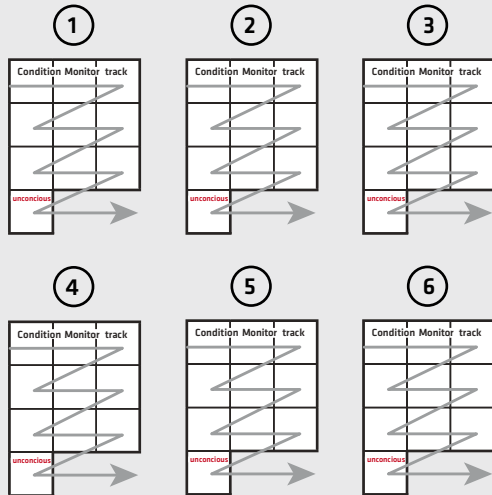 1 2 3
Condition Monitor track Condition Monitor track Condition Monitor track
unconcious unconcious unconcious
4 5 6
Condition Monitor track Condition Monitor track Condition Monitor track
unconcious unconcious unconcious